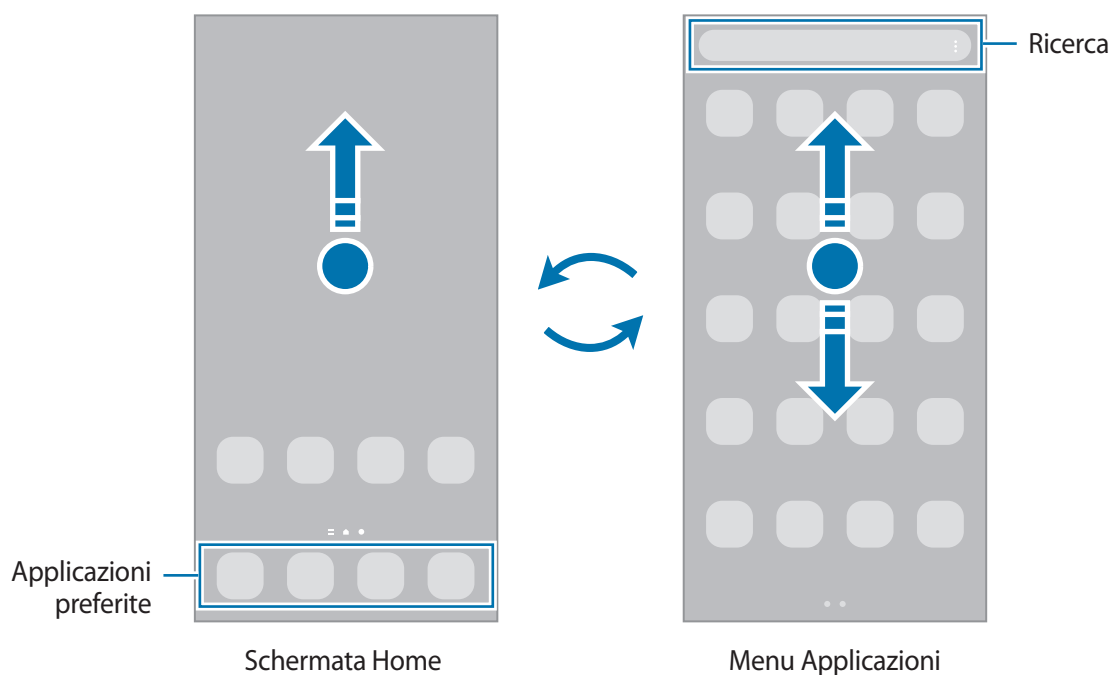 Ricerca
Applicazioni
preferite
Schermata Home
Menu Applicazioni